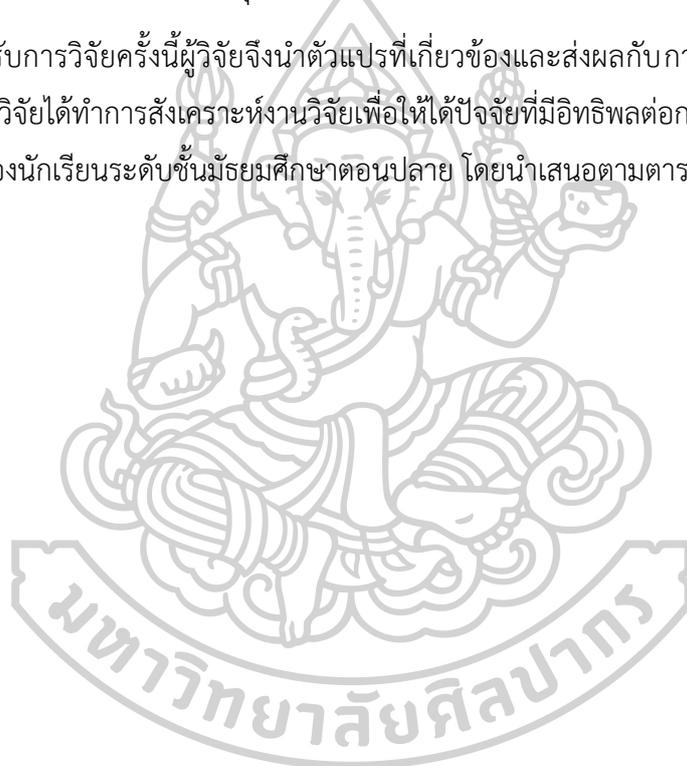 รับการวิจัยครั้งนี้ผู้วิจัยจึงนำตัวแปรที่เกี่ยวข้องและส่งผลกับ
วิจัยได้ทำการสังเคราะห์งานวิจัยเพื่อให้ได้ปัจจัยที่มีอิทธิพลต่อ
องนักเรียนระดับชั้นมัธยมศึกษาตอนปลาย โดยนำเสนอตามตาร
มหาวิทยาลัยศิลปากร